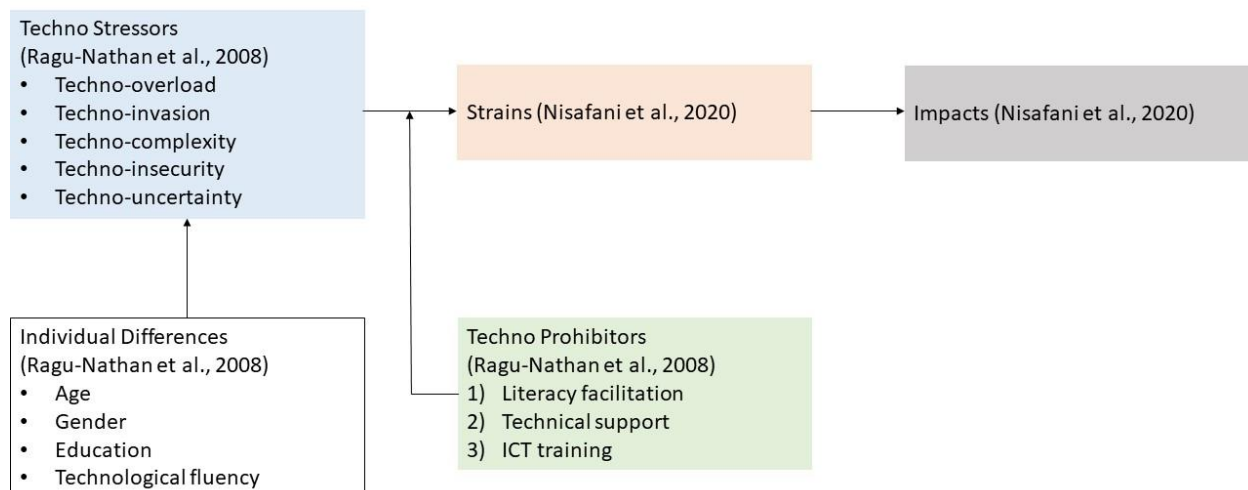 Techno Stressors
(Ragu-Nathan et al., 2008)
• Techno-overload
• Techno-invasion
• Techno-complexity
• Techno-insecurity
• Techno-uncertainty
Strains (Nisafani et al., 2020)
Impacts (Nisafani et al., 2020)
Individual Differences
(Ragu-Nathan et al., 2008)
• Age
• Gender
• Education
• Technological fluency
Techno Prohibitors
(Ragu-Nathan et al., 2008)
1) Literacy facilitation
2) Technical support
3) ICT training